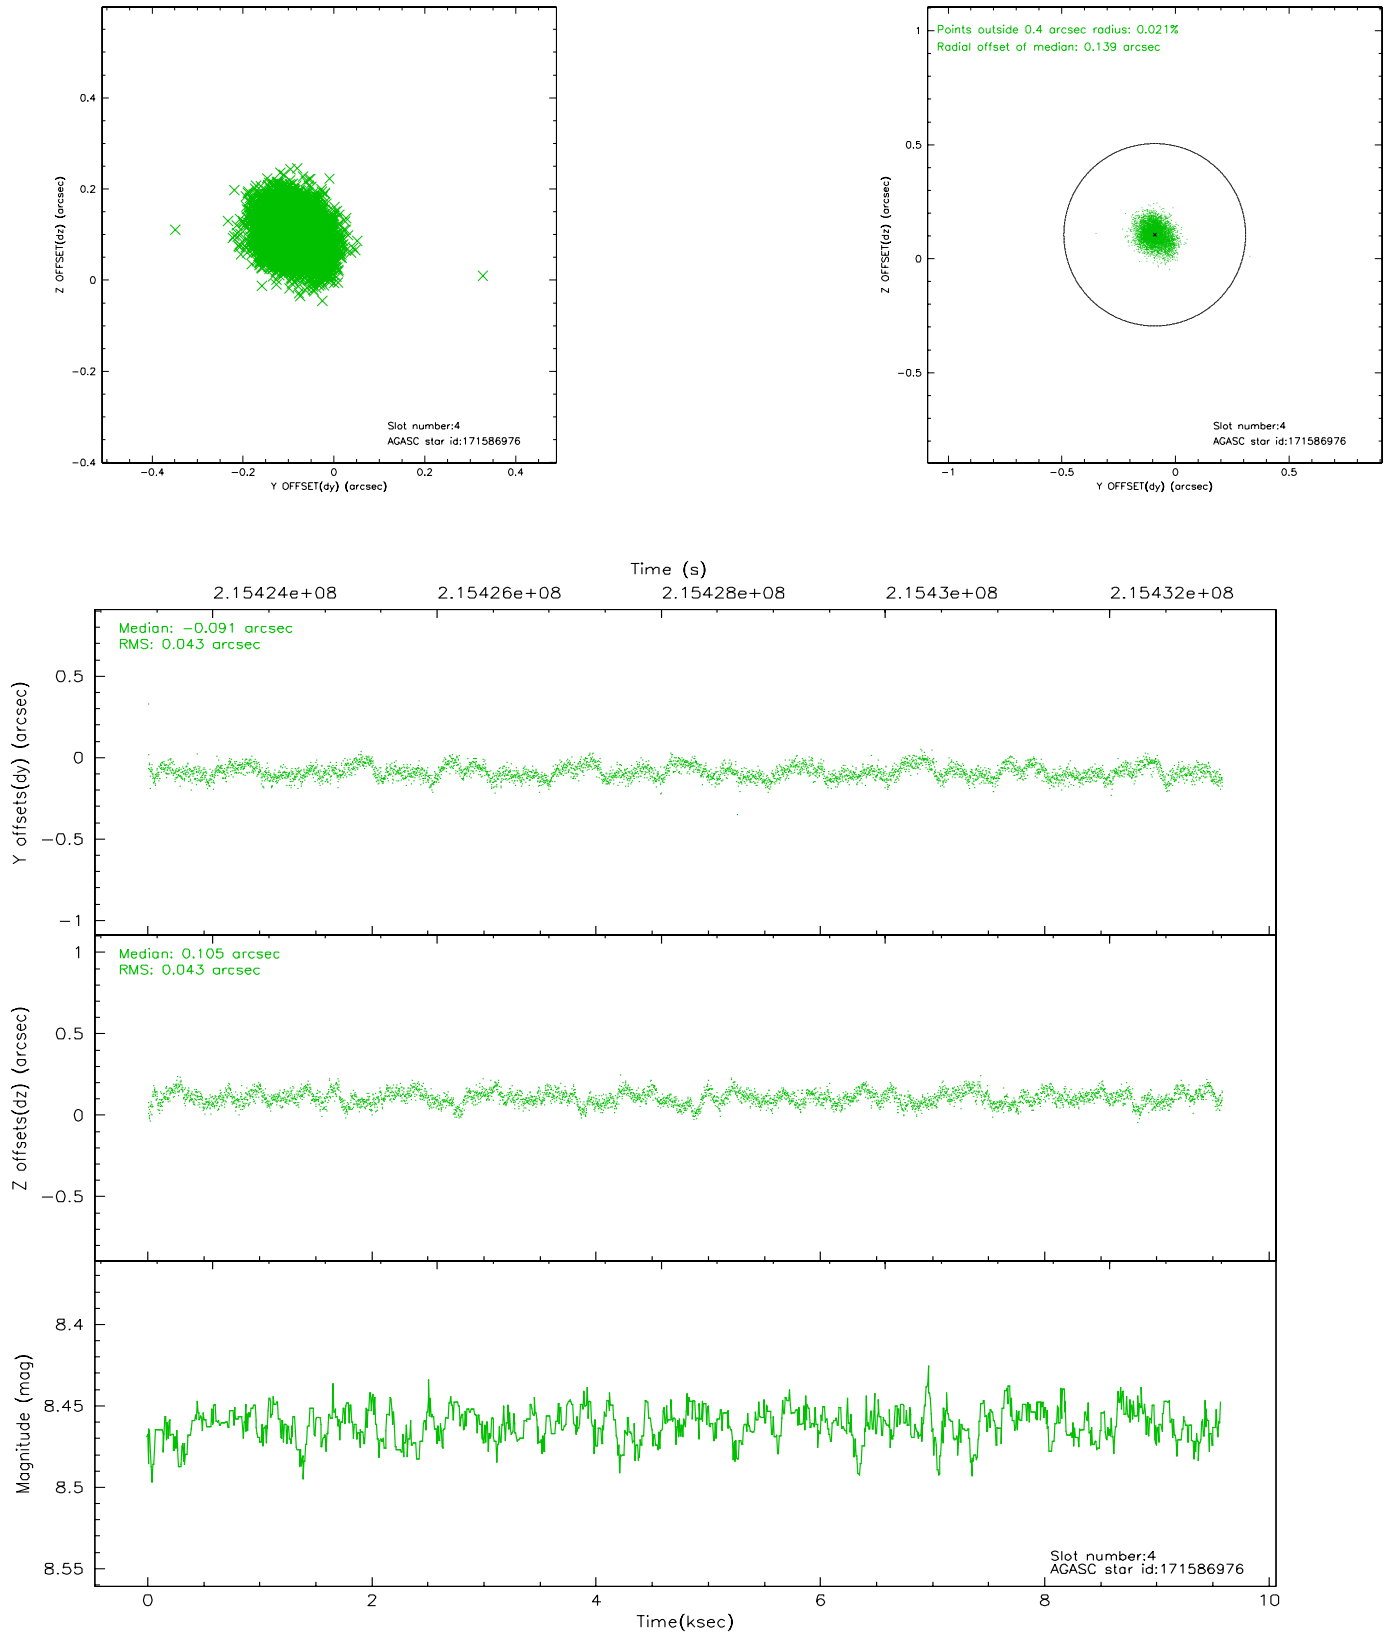 0.4
0.2
0
−0.2
−0.4
Z OFFSET(dz) (arcsec)
−0.4 −0.2 0 0.2 0.4
Y OFFSET(dy) (arcsec)
Slot number:4
AGASC star id:171586976
Points outside 0.4 arcsec radius: 0.021%
Radial offset of median: 0.139 arcsec
1
0.5
0
−0.5
Z OFFSET(dz) (arcsec)
−1 −0.5 0 0.5
Y OFFSET(dy) (arcsec)
Slot number:4
AGASC star id:171586976
Time (s)
2.15424e+08 2.15426e+08 2.15428e+08 2.1543e+08 2.15432e+08
Median: −0.091 arcsec
RMS: 0.043 arcsec
0.5
0
−0.5
−1
Y offsets(dy) (arcsec)
Median: 0.105 arcsec
RMS: 0.043 arcsec
1
0.5
0
−0.5
Z offsets(dz) (arcsec)
8.4
8.45
8.5
8.55
Magnitude (mag)
Slot number:4
AGASC star id:171586976
0 2 4 6 8 10
Time(ksec)